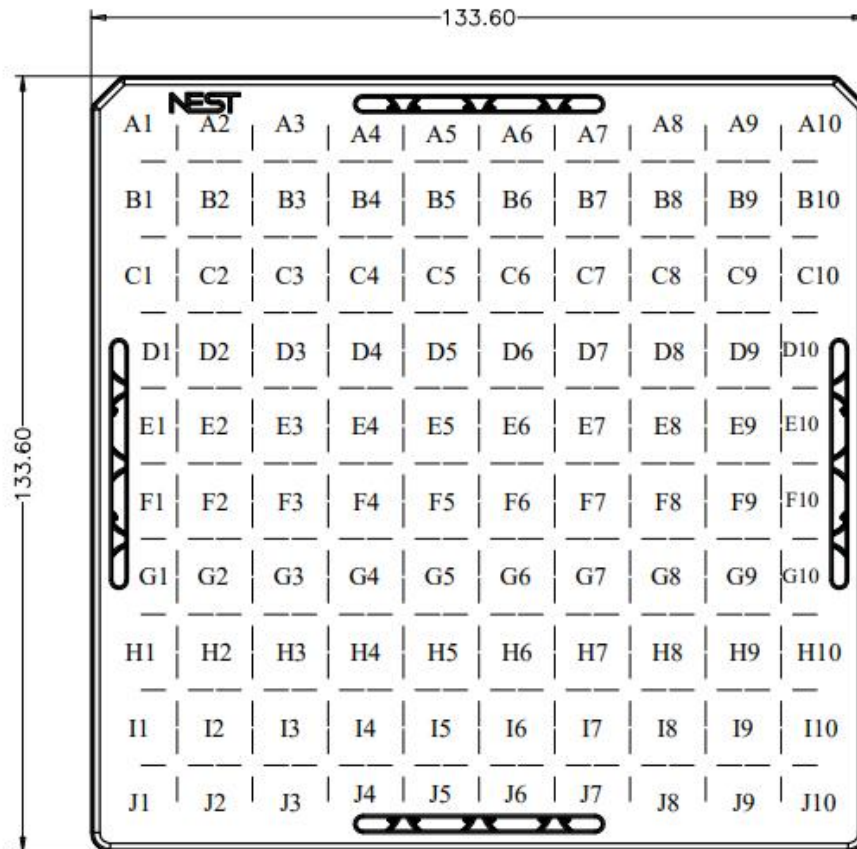 133.60
NEST
A1 A2 A3 A4 A5 A6 A7 A8 A9 A10
B1 B2 B3 B4 B5 B6 B7 B8 B9 B10
C1 C2 C3 C4 C5 C6 C7 C8 C9 C10
D1 D2 D3 D4 D5 D6 D7 D8 D9 D10
E1 E2 E3 E4 E5 E6 E7 E8 E9 E10
133.60
F1 F2 F3 F4 F5 F6 F7 F8 F9 F10
G1 G2 G3 G4 G5 G6 G7 G8 G9 G10
H1 H2 H3 H4 H5 H6 H7 H8 H9 H10
I1 I2 I3 I4 I5 I6 I7 I8 I9 I10
J1 J2 J3 J4 J5 J6 J7 J8 J9 J10